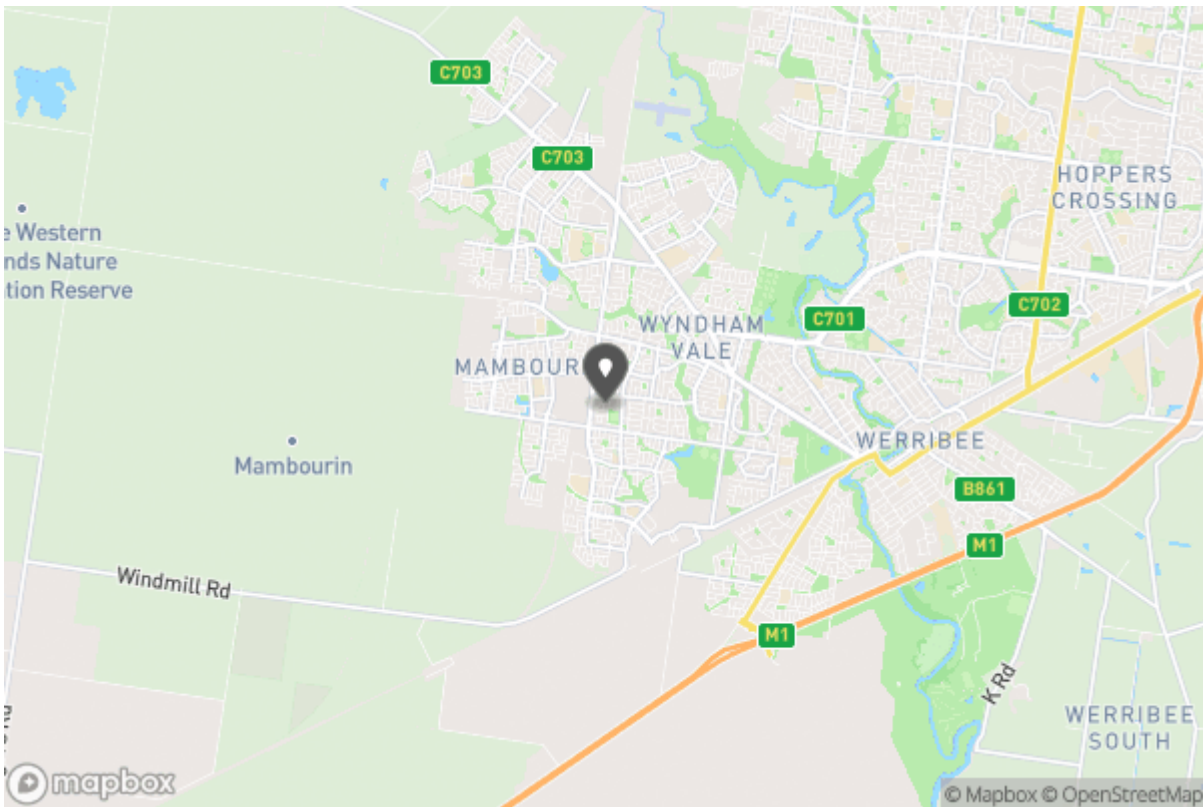 C703
C703
HOPPERS
CROSSING
e Western
nds Nature
ation Reserve
C702
C701
WYNDHAM
VALE
MAMBOUR
WERRIBEE
Mambourin
B861
M1
Windmill Rd
M1
K Rd
WERRIBEE
SOUTH
mapbox
© Mapbox © OpenStreetMap